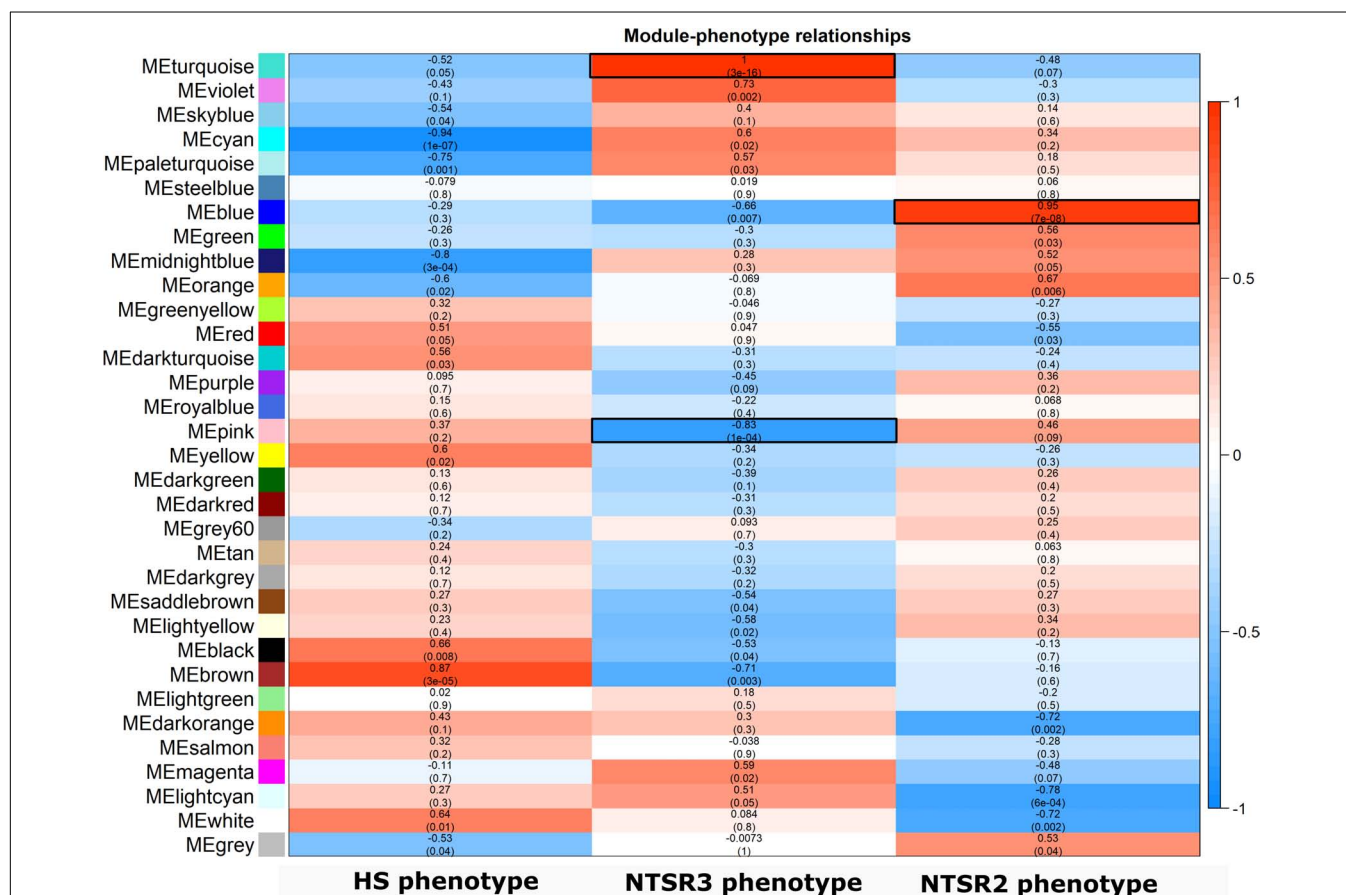 Module-phenotype relationships
MEturquoise -0.52 1 -0.48
(0.05) (3e-16) (0.07)
MEviolet -0.43 0.73 -0.3
(0.1) (0.002) (0.3)
MEskyblue -0.54 0.4 0.14
(0.04) (0.1) (0.6)
MEcyan -0.94 0.6 0.34
(1e-07) (0.02) (0.2)
MEpaleturquoise -0.75 0.57 0.18
(0.001) (0.03) (0.5)
MEsteelblue -0.079 0.019 0.06
(0.8) (0.9) (0.8)
MEblue -0.29 -0.66 0.95
(0.3) (0.007) (7e-08)
MEgreen -0.26 -0.3 0.56
(0.3) (0.3) (0.03)
MEmidnightblue -0.8 0.28 0.52
(3e-04) (0.3) (0.05)
MEorange -0.6 -0.069 0.67
(0.02) (0.8) (0.006)
MEgreenyellow 0.32 -0.046 -0.27
(0.2) (0.9) (0.3)
MEred 0.51 0.047 -0.55
(0.05) (0.9) (0.03)
MEdarkturquoise 0.56 -0.31 -0.24
(0.03) (0.3) (0.4)
MEpurple 0.095 -0.45 0.36
(0.7) (0.09) (0.2)
MEroyalblue 0.15 -0.22 0.068
(0.6) (0.4) (0.8)
MEpink 0.37 -0.83 0.46
(0.2) (1e-04) (0.09)
MEyellow 0.6 -0.34 -0.26
(0.02) (0.2) (0.3)
MEdarkgreen 0.13 -0.39 0.26
(0.6) (0.1) (0.4)
MEdarkred 0.12 -0.31 0.2
(0.7) (0.3) (0.5)
MEgrey60 -0.34 0.093 0.25
(0.2) (0.7) (0.4)
MEtan 0.24 -0.3 0.063
(0.4) (0.3) (0.8)
MEdarkgrey 0.12 -0.32 0.2
(0.7) (0.2) (0.5)
MEsaddlebrown 0.27 -0.54 0.27
(0.3) (0.04) (0.3)
MElightyellow 0.23 -0.58 0.34
(0.4) (0.02) (0.2)
MEblack 0.66 -0.53 -0.13
(0.008) (0.04) (0.7)
MEbrown 0.87 -0.71 -0.16
(3e-05) (0.003) (0.6)
MElightgreen 0.02 0.18 -0.2
(0.9) (0.5) (0.5)
MEdarkorange 0.43 0.3 -0.72
(0.1) (0.3) (0.002)
MEsalmon 0.32 -0.038 -0.28
(0.2) (0.9) (0.3)
MEmagenta -0.11 0.59 -0.48
(0.7) (0.02) (0.07)
MElightcyan 0.27 0.51 -0.78
(0.3) (0.05) (6e-04)
MEwhite 0.64 0.084 -0.72
(0.01) (0.8) (0.002)
MEgrey -0.53 -0.0073 0.53
(0.04) (1) (0.04)
HS phenotype NTSR3 phenotype NTSR2 phenotype
1
0.5
0
-0.5
-1